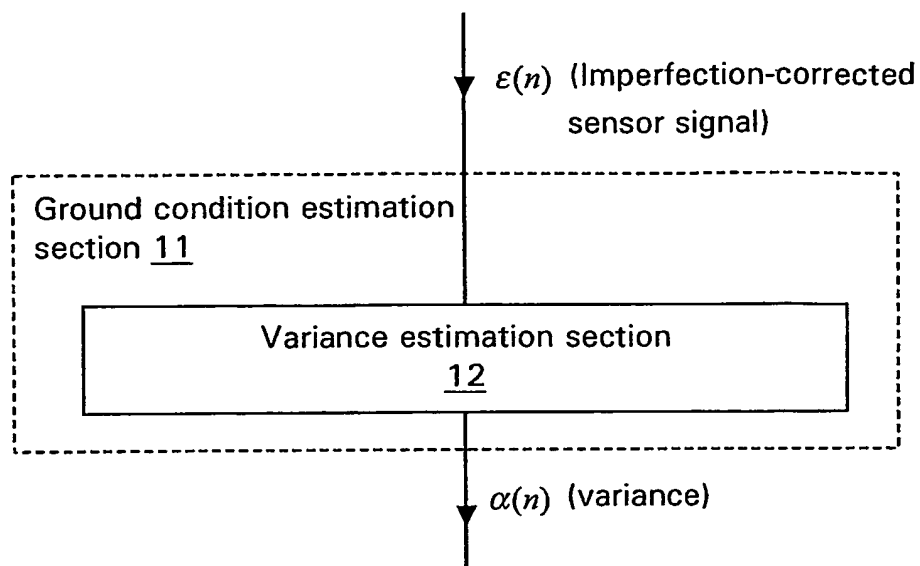 ε(n) (Imperfection-corrected
sensor signal)
Ground condition estimation
section 11
Variance estimation section
12
α(n) (variance)